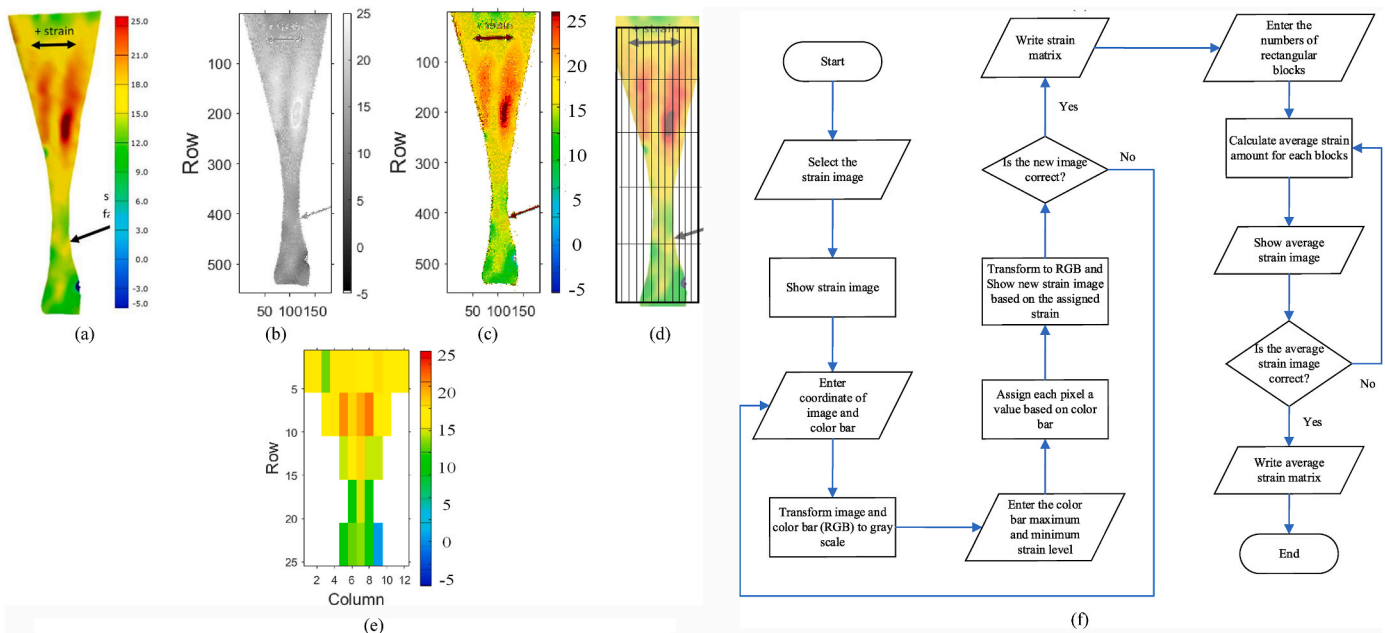 + strain
25.0
21.0
18.0
15.0
12.0
9.0
6.0
3.0
0.0
-3.0
-5.0
s
fa
(a)
+ strain
Row
100
200
300
400
500
50 100150
25
20
15
10
5
0
-5
(b)
+ strain
Row
100
200
300
400
500
50 100150
25
20
15
10
5
0
-5
(c)
+ strain
(d)
Row
5
10
15
20
25
2 4 6 8 10 12
Column
25
20
15
10
5
0
-5
(e)
Start
Select the
strain image
Show strain image
Enter
coordinate of
image and
color bar
Transform image and
color bar (RGB) to gray
scale
Enter the color
bar maximum
and minimum
strain level
Assign each pixel a
value based on color
bar
Transform to RGB and
Show new strain image
based on the assigned
strain
Is the new image
correct?
No
Yes
Write strain
matrix
Enter the
numbers of
rectangular
blocks
Calculate average strain
amount for each blocks
Show average
strain image
Is the average
strain image
correct?
No
Yes
Write average
strain matrix
End
(f)